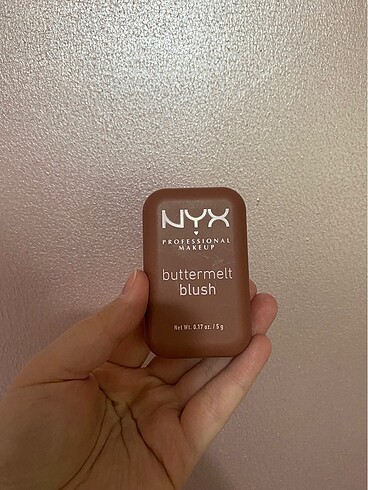 NYX
PROFESSIONAL
MAKEUP
buttermelt
blush
Net Wt. 0.17 oz. / 5 g